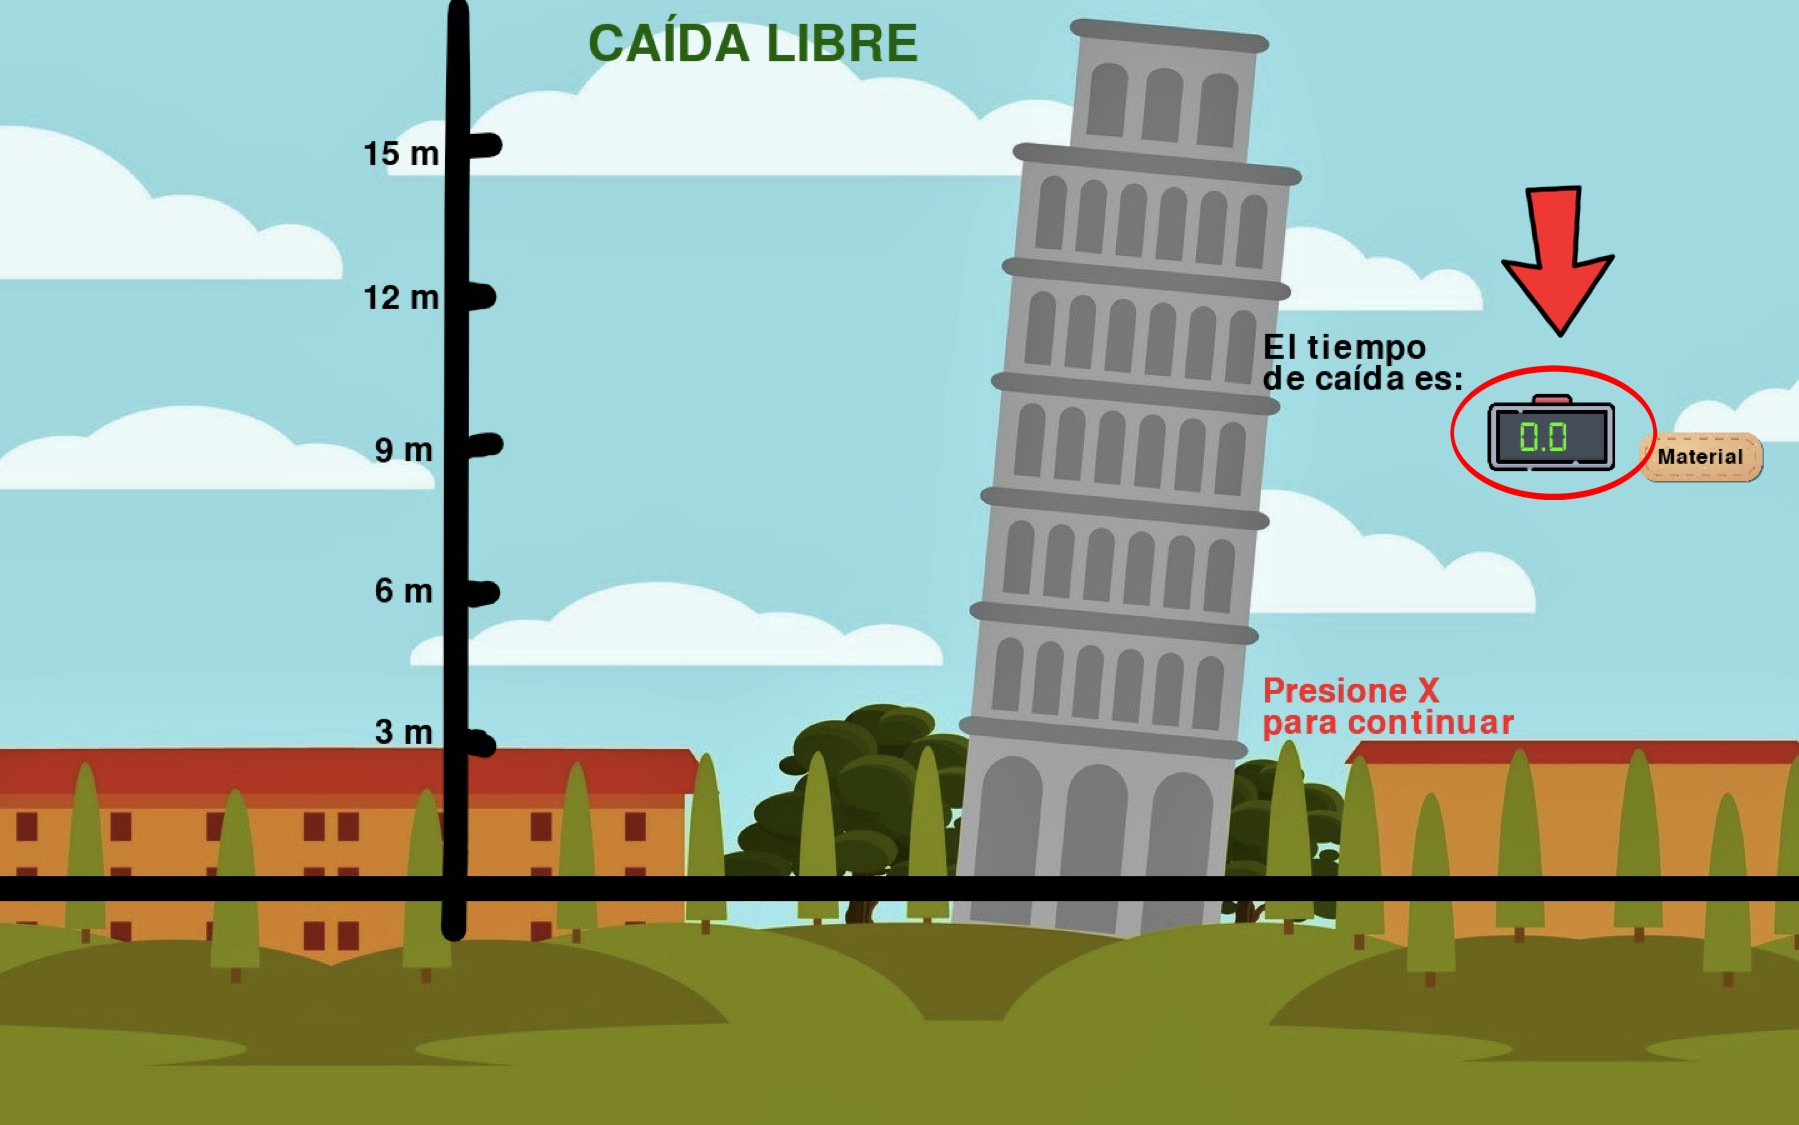 CAÍDA LIBRE
15 m
12 m
El tiempo
de caída es:
0.0
Material
9 m
6 m
Presione X
para continuar
3 m